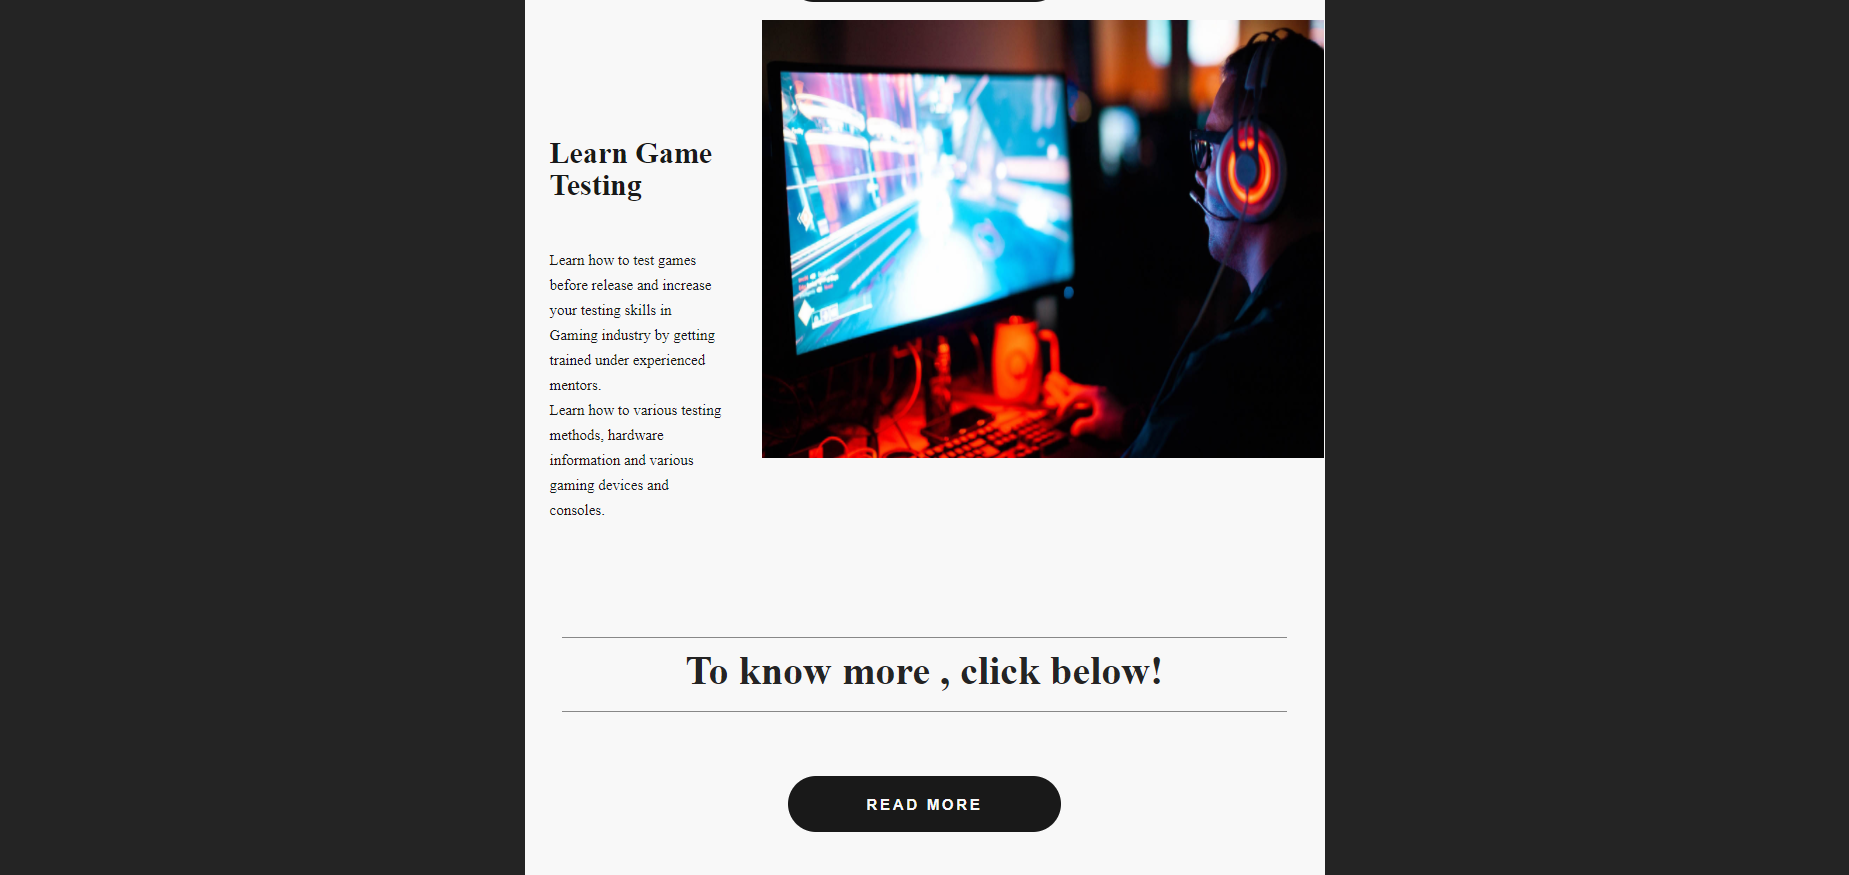 Learn Game
Testing
Learn how to test games
before release and increase
your testing skills in
Gaming industry by getting
trained under experienced
mentors.
Learn how to various testing
methods, hardware
information and various
gaming devices and
consoles.
To know more , click below!
READ MORE